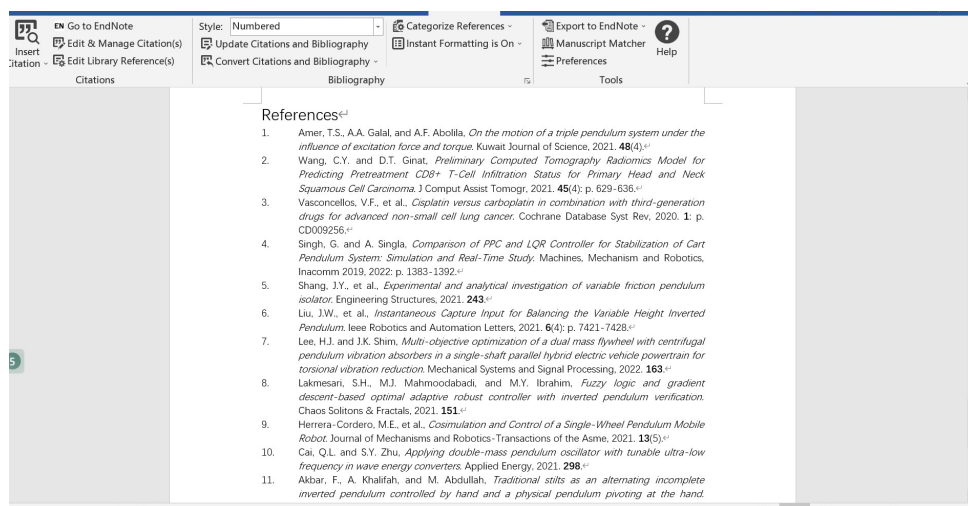 Insert
Citation
EN Go to EndNote
Edit & Manage Citation(s)
Edit Library Reference(s)
Citations
Style: Numbered
Update Citations and Bibliography
Convert Citations and Bibliography
Categorize References
Instant Formatting is On
Bibliography
Export to EndNote
Manuscript Matcher
Preferences
Help
Tools
References
1. Amer, T.S., A.A. Galal, and A.F. Abolila, On the motion of a triple pendulum system under the
influence of excitation force and torque. Kuwait Journal of Science, 2021. 48(4).
2. Wang, C.Y. and D.T. Ginat, Preliminary Computed Tomography Radiomics Model for
Predicting Pretreatment CD8+ T-Cell Infiltration Status for Primary Head and Neck
Squamous Cell Carcinoma. J Comput Assist Tomogr, 2021. 45(4): p. 629-636.
3. Vasconcellos, V.F., et al., Cisplatin versus carboplatin in combination with third-generation
drugs for advanced non-small cell lung cancer. Cochrane Database Syst Rev, 2020. 1: p.
CD009256.
4. Singh, G. and A. Singla, Comparison of PPC and LQR Controller for Stabilization of Cart
Pendulum System: Simulation and Real-Time Study. Machines, Mechanism and Robotics,
Inacomm 2019, 2022: p. 1383-1392.
5. Shang, J.Y., et al., Experimental and analytical investigation of variable friction pendulum
isolator. Engineering Structures, 2021. 243.
6. Liu, J.W., et al., Instantaneous Capture Input for Balancing the Variable Height Inverted
Pendulum. Ieee Robotics and Automation Letters, 2021. 6(4): p. 7421-7428.
7. Lee, H.J. and J.K. Shim, Multi-objective optimization of a dual mass flywheel with centrifugal
pendulum vibration absorbers in a single-shaft parallel hybrid electric vehicle powertrain for
torsional vibration reduction. Mechanical Systems and Signal Processing, 2022. 163.
8. Lakmesari, S.H., M.J. Mahmoodabadi, and M.Y. Ibrahim, Fuzzy logic and gradient
descent-based optimal adaptive robust controller with inverted pendulum verification.
Chaos Solitons & Fractals, 2021. 151.
9. Herrera-Cordero, M.E., et al., Cosimulation and Control of a Single-Wheel Pendulum Mobile
Robot. Journal of Mechanisms and Robotics-Transactions of the Asme, 2021. 13(5).
10. Cai, Q.L. and S.Y. Zhu, Applying double-mass pendulum oscillator with tunable ultra-low
frequency in wave energy converters. Applied Energy, 2021. 298.
11. Akbar, F., A. Khalifah, and M. Abdullah, Traditional stilts as an alternating incomplete
inverted pendulum controlled by hand and a physical pendulum pivoting at the hand.
5